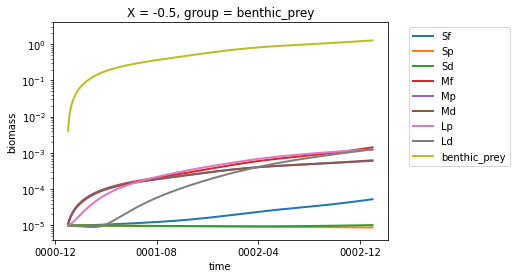 X = -0.5, group = benthic_prey
biomass
10⁰
10⁻¹
10⁻²
10⁻³
10⁻⁴
10⁻⁵
0000-12
0001-08
0002-04
0002-12
time
Sf
Sp
Sd
Mf
Mp
Md
Lp
Ld
benthic_prey